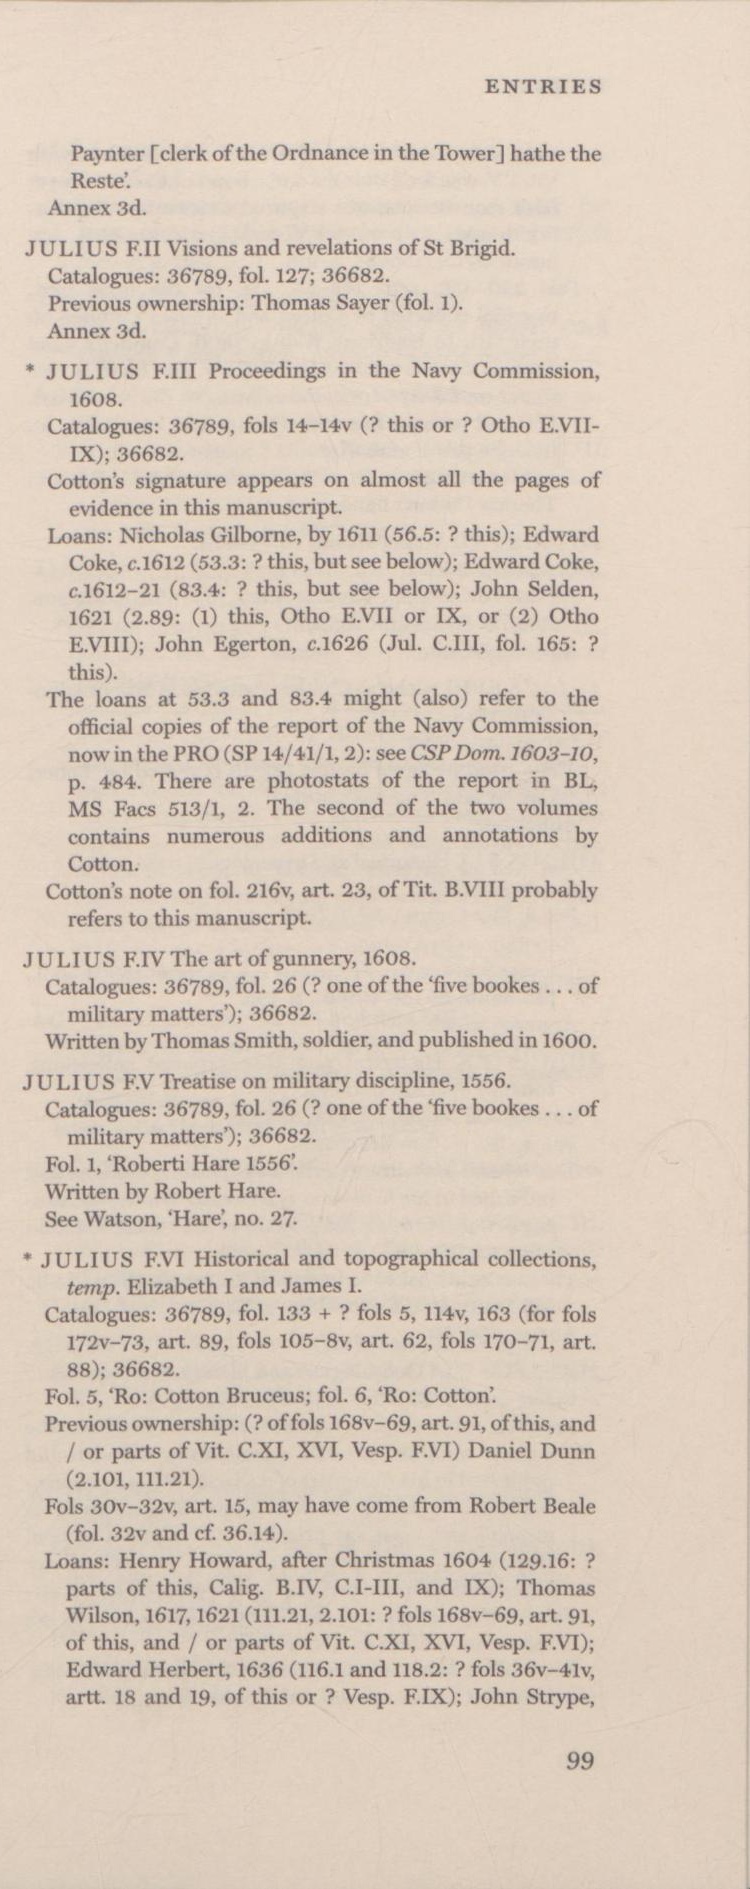 ENTRIES
Paynter [clerk of the Ordnance in the Tower] hathe the
Reste'.
Annex 3d.
JULIUS F.II Visions and revelations of St Brigid.
Catalogues: 36789, fol. 127; 36682.
Previous ownership: Thomas Sayer (fol. 1).
Annex 3d.
* JULIUS F.III Proceedings in the Navy Commission,
1608.
Catalogues: 36789, fols 14–14v (? this or ? Otho E.VII-
IX); 36682.
Cotton's signature appears on almost all the pages of
evidence in this manuscript.
Loans: Nicholas Gilborne, by 1611 (56.5: ? this); Edward
Coke, c.1612 (53.3: ? this, but see below); Edward Coke,
c.1612–21 (83.4: ? this, but see below); John Selden,
1621 (2.89: (1) this, Otho E.VII or IX, or (2) Otho
E.VIII); John Egerton, c.1626 (Jul. C.III, fol. 165: ?
this).
The loans at 53.3 and 83.4 might (also) refer to the
official copies of the report of the Navy Commission,
now in the PRO (SP 14/41/1, 2): see CSP Dom. 1603–10,
p. 484. There are photostats of the report in BL,
MS Facs 513/1, 2. The second of the two volumes
contains numerous additions and annotations by
Cotton.
Cotton's note on fol. 216v, art. 23, of Tit. B.VIII probably
refers to this manuscript.
JULIUS F.IV The art of gunnery, 1608.
Catalogues: 36789, fol. 26 (? one of the 'five bookes . . . of
military matters'); 36682.
Written by Thomas Smith, soldier, and published in 1600.
JULIUS F.V Treatise on military discipline, 1556.
Catalogues: 36789, fol. 26 (? one of the 'five bookes . . . of
military matters'); 36682.
Fol. 1, 'Roberti Hare 1556'.
Written by Robert Hare.
See Watson, 'Hare', no. 27.
* JULIUS F.VI Historical and topographical collections,
temp. Elizabeth I and James I.
Catalogues: 36789, fol. 133 + ? fols 5, 114v, 163 (for fols
172v–73, art. 89, fols 105–8v, art. 62, fols 170–71, art.
88); 36682.
Fol. 5, 'Ro: Cotton Bruceus; fol. 6, 'Ro: Cotton'.
Previous ownership: (? of fols 168v–69, art. 91, of this, and
/ or parts of Vit. C.XI, XVI, Vesp. F.VI) Daniel Dunn
(2.101, 111.21).
Fols 30v–32v, art. 15, may have come from Robert Beale
(fol. 32v and cf. 36.14).
Loans: Henry Howard, after Christmas 1604 (129.16: ?
parts of this, Calig. B.IV, C.I-III, and IX); Thomas
Wilson, 1617, 1621 (111.21, 2.101: ? fols 168v–69, art. 91,
of this, and / or parts of Vit. C.XI, XVI, Vesp. F.VI);
Edward Herbert, 1636 (116.1 and 118.2: ? fols 36v–41v,
artt. 18 and 19, of this or ? Vesp. F.IX); John Strype,
99